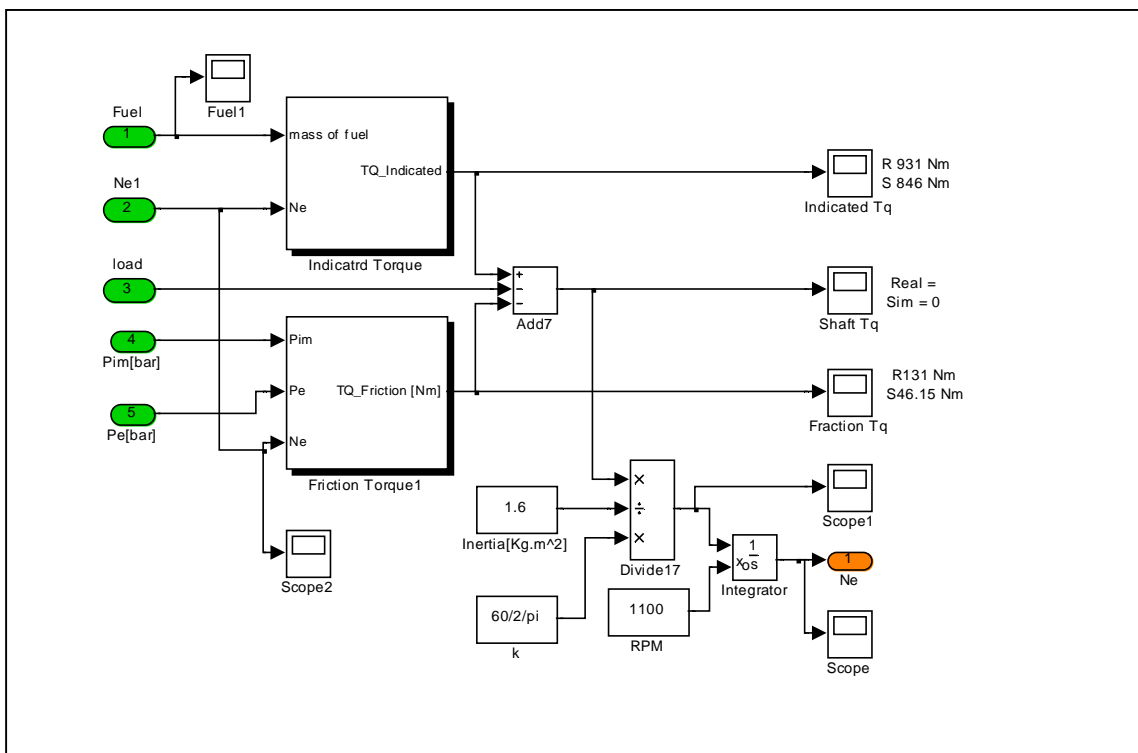 Fuel
1
Fuel1
mass of fuel
TQ_Indicated
Ne
Indicatrd Torque
Ne1
2
R 931 Nm
S 846 Nm
Indicated Tq
load
3
+
−
−
Add7
Real =
Sim = 0
Shaft Tq
4
Pim[bar]
5
Pe[bar]
Pim
Pe
Ne
TQ_Friction [Nm]
Friction Torque1
R131 Nm
S46.15 Nm
Fraction Tq
Scope2
1.6
Inertia[Kg.m^2]
60/2/pi
k
×
÷
×
Divide17
1100
RPM
1
s
xo
Integrator
Scope1
1
Ne
Scope